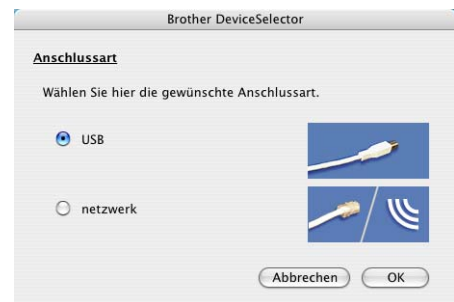 Brother DeviceSelector
Anschlussart
Wählen Sie hier die gewünschte Anschlussart.
USB
netzwerk
Abbrechen OK